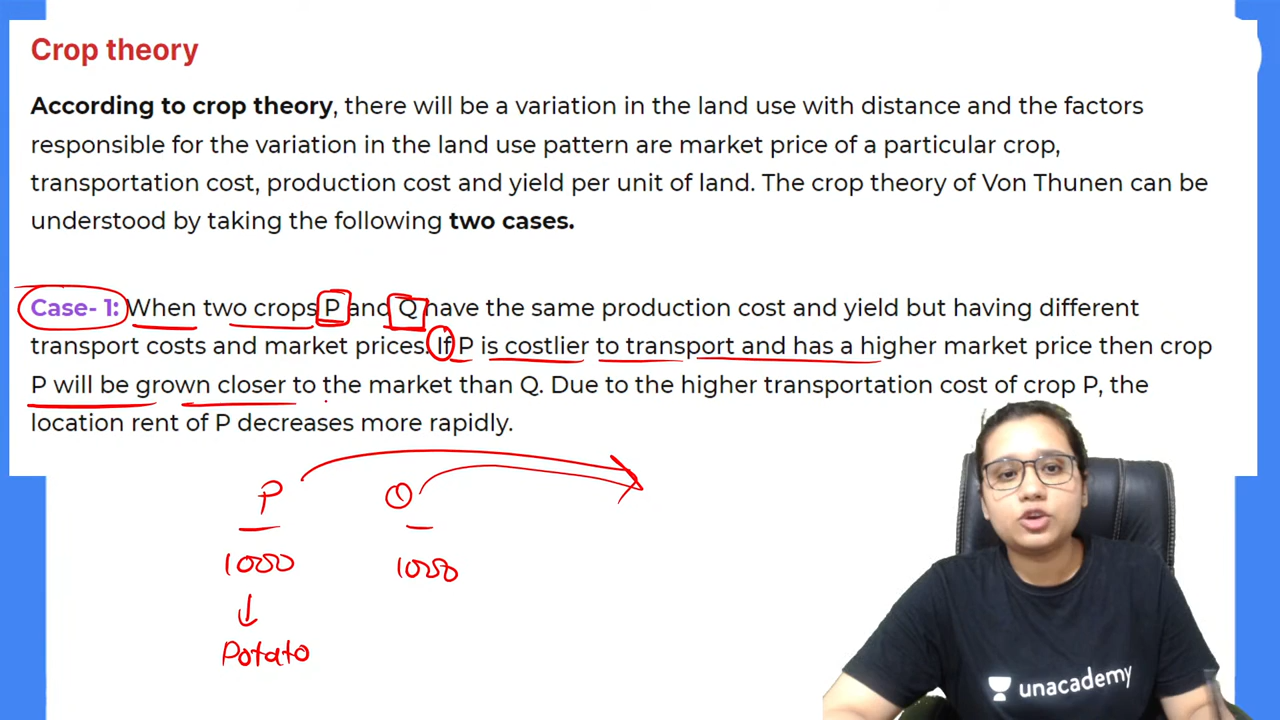 Crop theory
According to crop theory, there will be a variation in the land use with distance and the factors
responsible for the variation in the land use pattern are market price of a particular crop,
transportation cost, production cost and yield per unit of land. The crop theory of Von Thunen can be
understood by taking the following two cases.
Case- 1: When two crops P and Q have the same production cost and yield but having different
transport costs and market prices. If P is costlier to transport and has a higher market price then crop
P will be grown closer to the market than Q. Due to the higher transportation cost of crop P, the
location rent of P decreases more rapidly.
P Q
1000 1000
Potato
unacademy